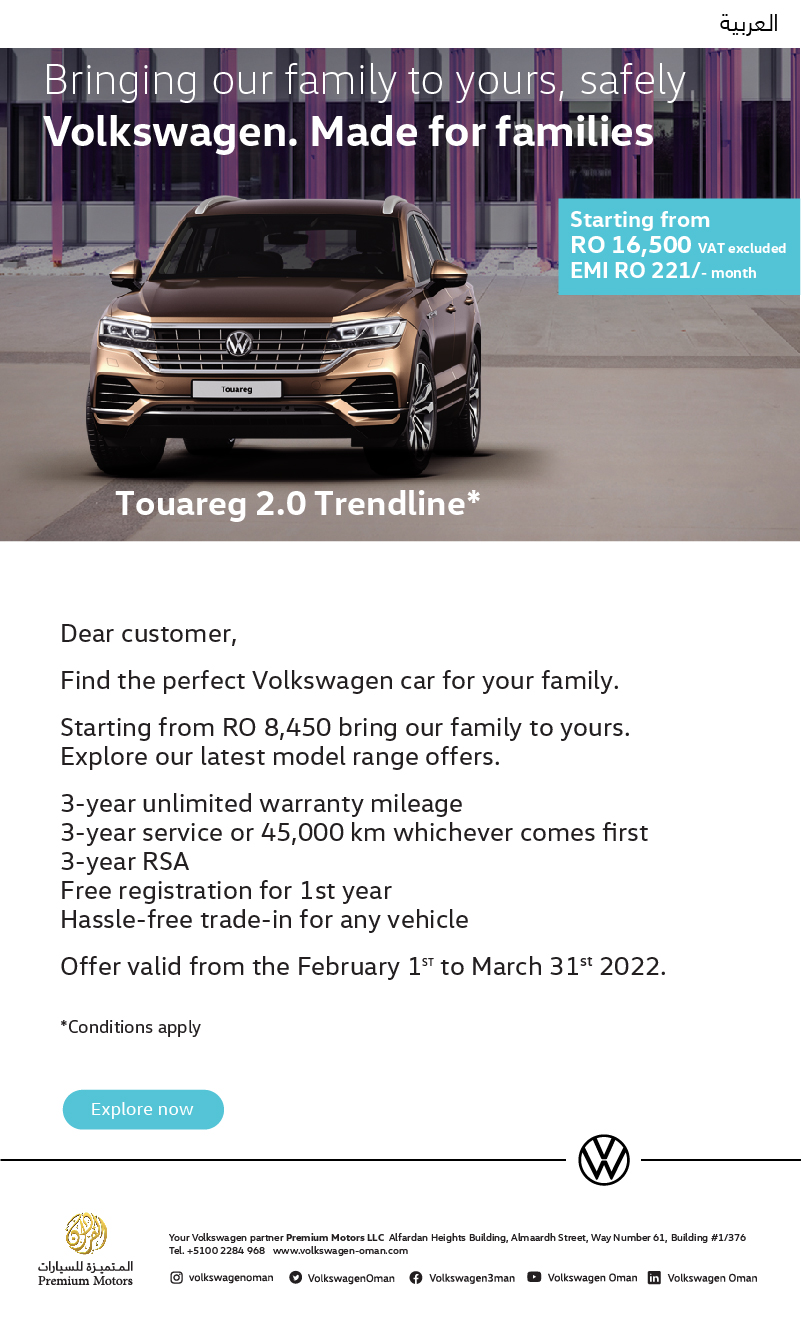 العربية
Bringing our family to yours, safely
Volkswagen. Made for families
Starting from
RO 16,500 VAT excluded
EMI RO 221/- month
Touareg
Touareg 2.0 Trendline*
Dear customer,
Find the perfect Volkswagen car for your family.
Starting from RO 8,450 bring our family to yours.
Explore our latest model range offers.
3-year unlimited warranty mileage
3-year service or 45,000 km whichever comes first
3-year RSA
Free registration for 1st year
Hassle-free trade-in for any vehicle
Offer valid from the February 1ST to March 31st 2022.
*Conditions apply
Explore now
المتميزة للسيارات
Premium Motors
Your Volkswagen partner Premium Motors LLC Alfardan Heights Building, Almaardh Street, Way Number 61, Building #1/376
Tel. +5100 2284 968 www.volkswagen-oman.com
volkswagenoman VolkswagenOman Volkswagen3man Volkswagen Oman Volkswagen Oman